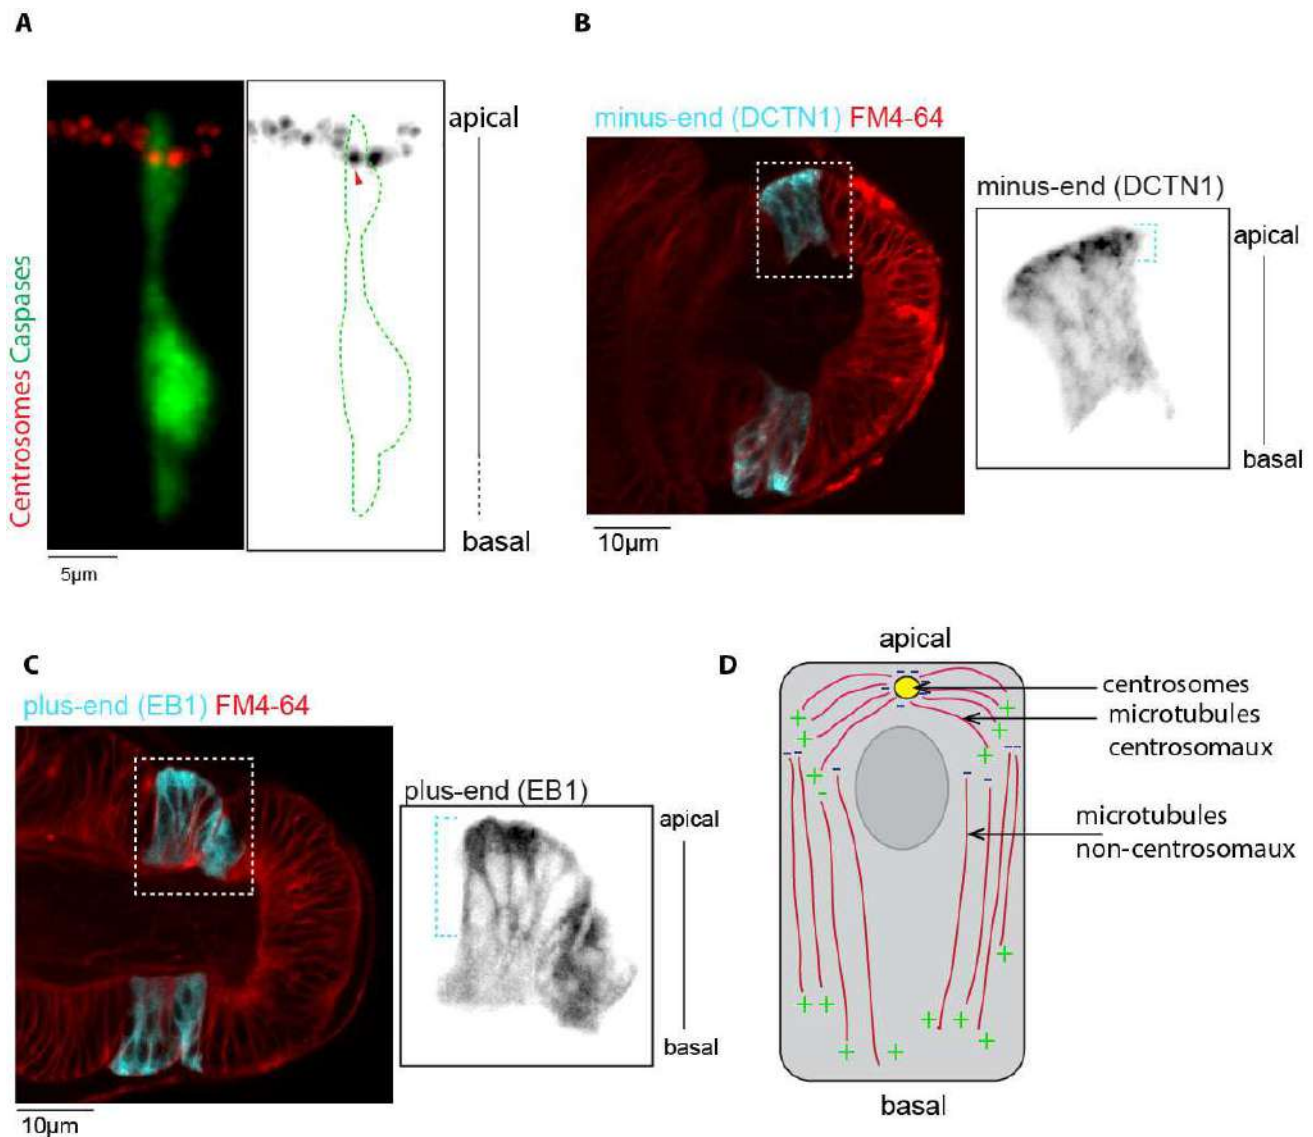 A
B
Centrosomes Caspases
apical
basal
5µm
minus-end (DCTN1) FM4-64
10µm
minus-end (DCTN1)
apical
basal
C
plus-end (EB1) FM4-64
10µm
plus-end (EB1)
apical
basal
D
apical
centrosomes
microtubules
centrosomaux
microtubules
non-centrosomaux
basal